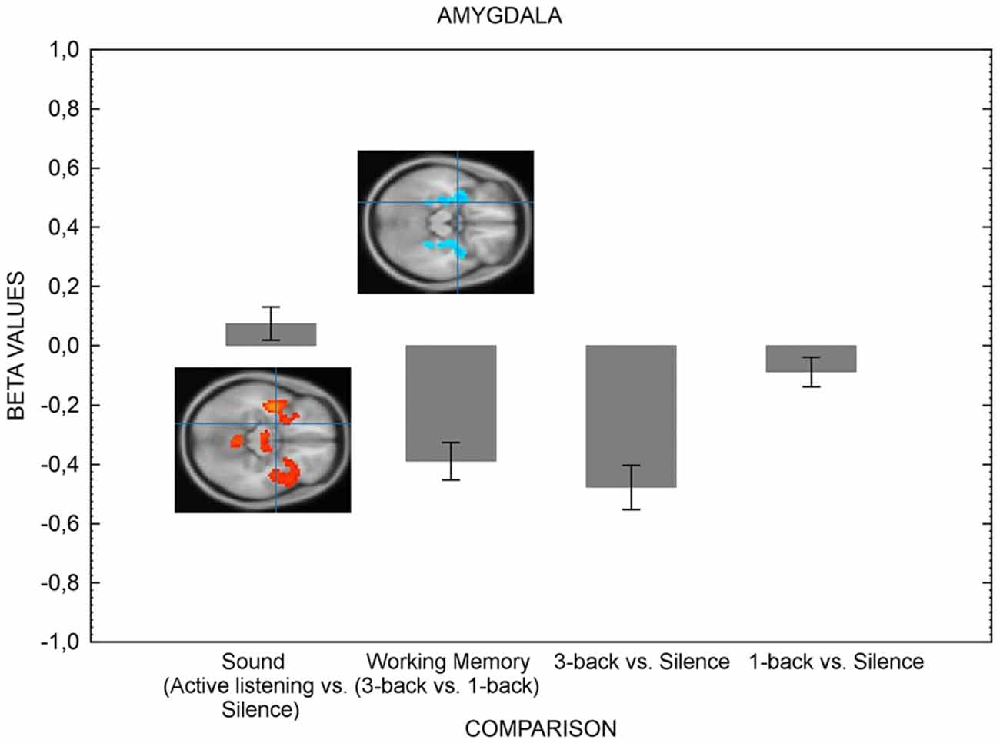 AMYGDALA
1,0
0,8
0,6
0,4
0,2
0,0
-0,2
-0,4
-0,6
-0,8
-1,0
BETA VALUES
Sound
(Active listening vs.
Silence)
Working Memory
(3-back vs. 1-back)
3-back vs. Silence
1-back vs. Silence
COMPARISON